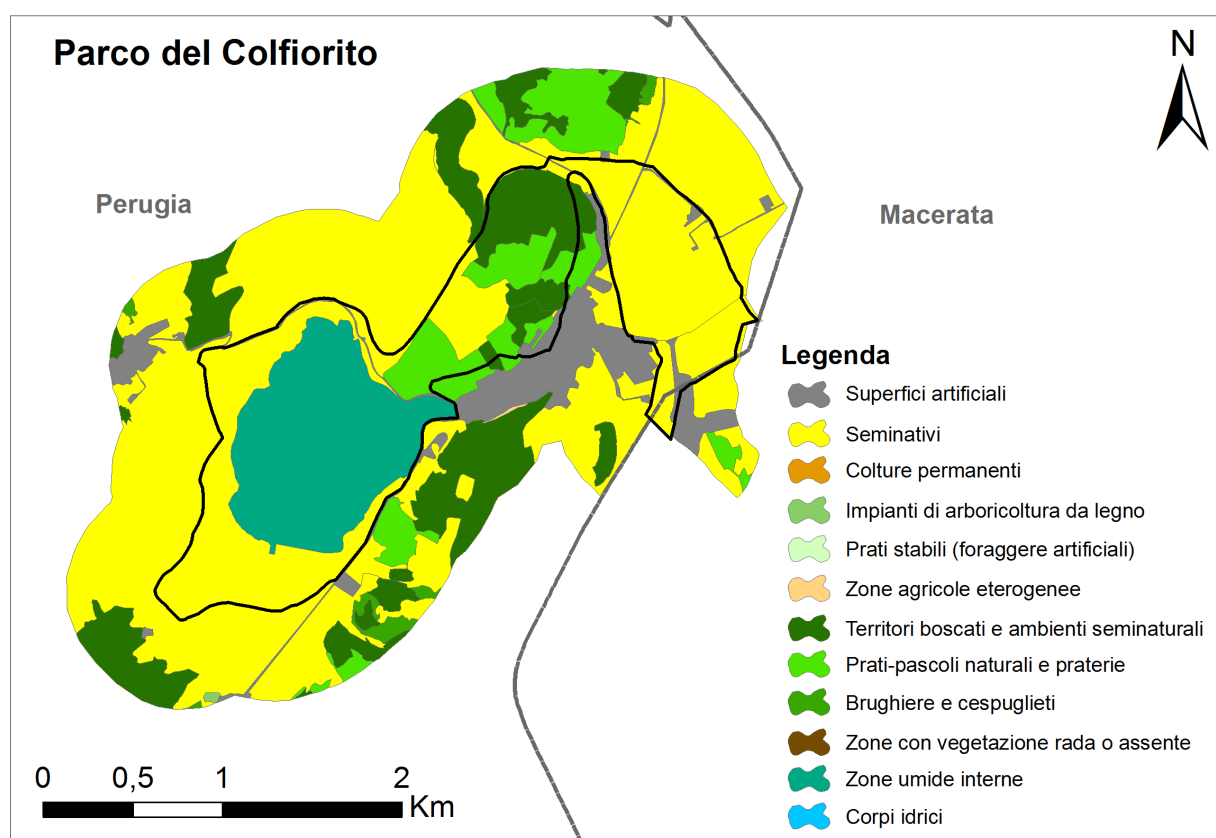 Parco del Colfiorito
N
Perugia
Macerata
Legenda
Superfici artificiali
Seminativi
Colture permanenti
Impianti di arboricoltura da legno
Prati stabili (foraggere artificiali)
Zone agricole eterogenee
Territori boscati e ambienti seminaturali
Prati-pascoli naturali e praterie
Brughiere e cespuglieti
Zone con vegetazione rada o assente
Zone umide interne
Corpi idrici
0 0,5 1 2
Km